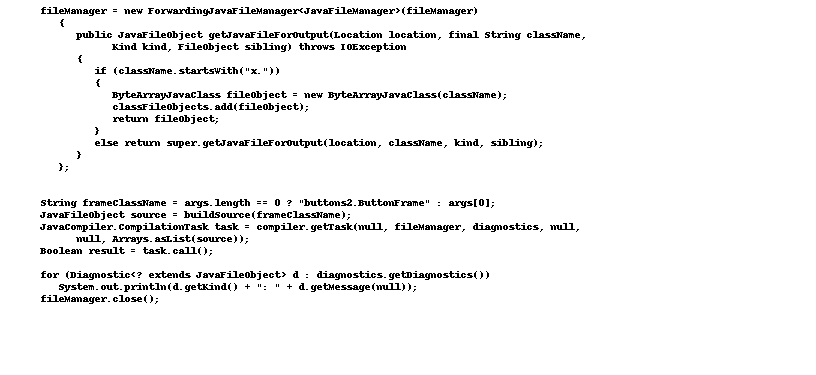 fileManager = new ForwardingJavaFileManager<JavaFileManager>(fileManager)
{
public JavaFileObject getJavaFileForOutput(Location location, final String className,
Kind kind, FileObject sibling) throws IOException
{
if (className.startsWith("x."))
{
ByteArrayJavaClass fileObject = new ByteArrayJavaClass(className);
classFileObjects.add(fileObject);
return fileObject;
}
else return super.getJavaFileForOutput(location, className, kind, sibling);
}
};
String frameClassName = args.length == 0 ? "buttons2.ButtonFrame" : args[0];
JavaFileObject source = buildSource(frameClassName);
JavaCompiler.CompilationTask task = compiler.getTask(null, fileManager, diagnostics, null,
null, Arrays.asList(source));
Boolean result = task.call();
for (Diagnostic<? extends JavaFileObject> d : diagnostics.getDiagnostics())
System.out.println(d.getKind() + ": " + d.getMessage(null));
fileManager.close();